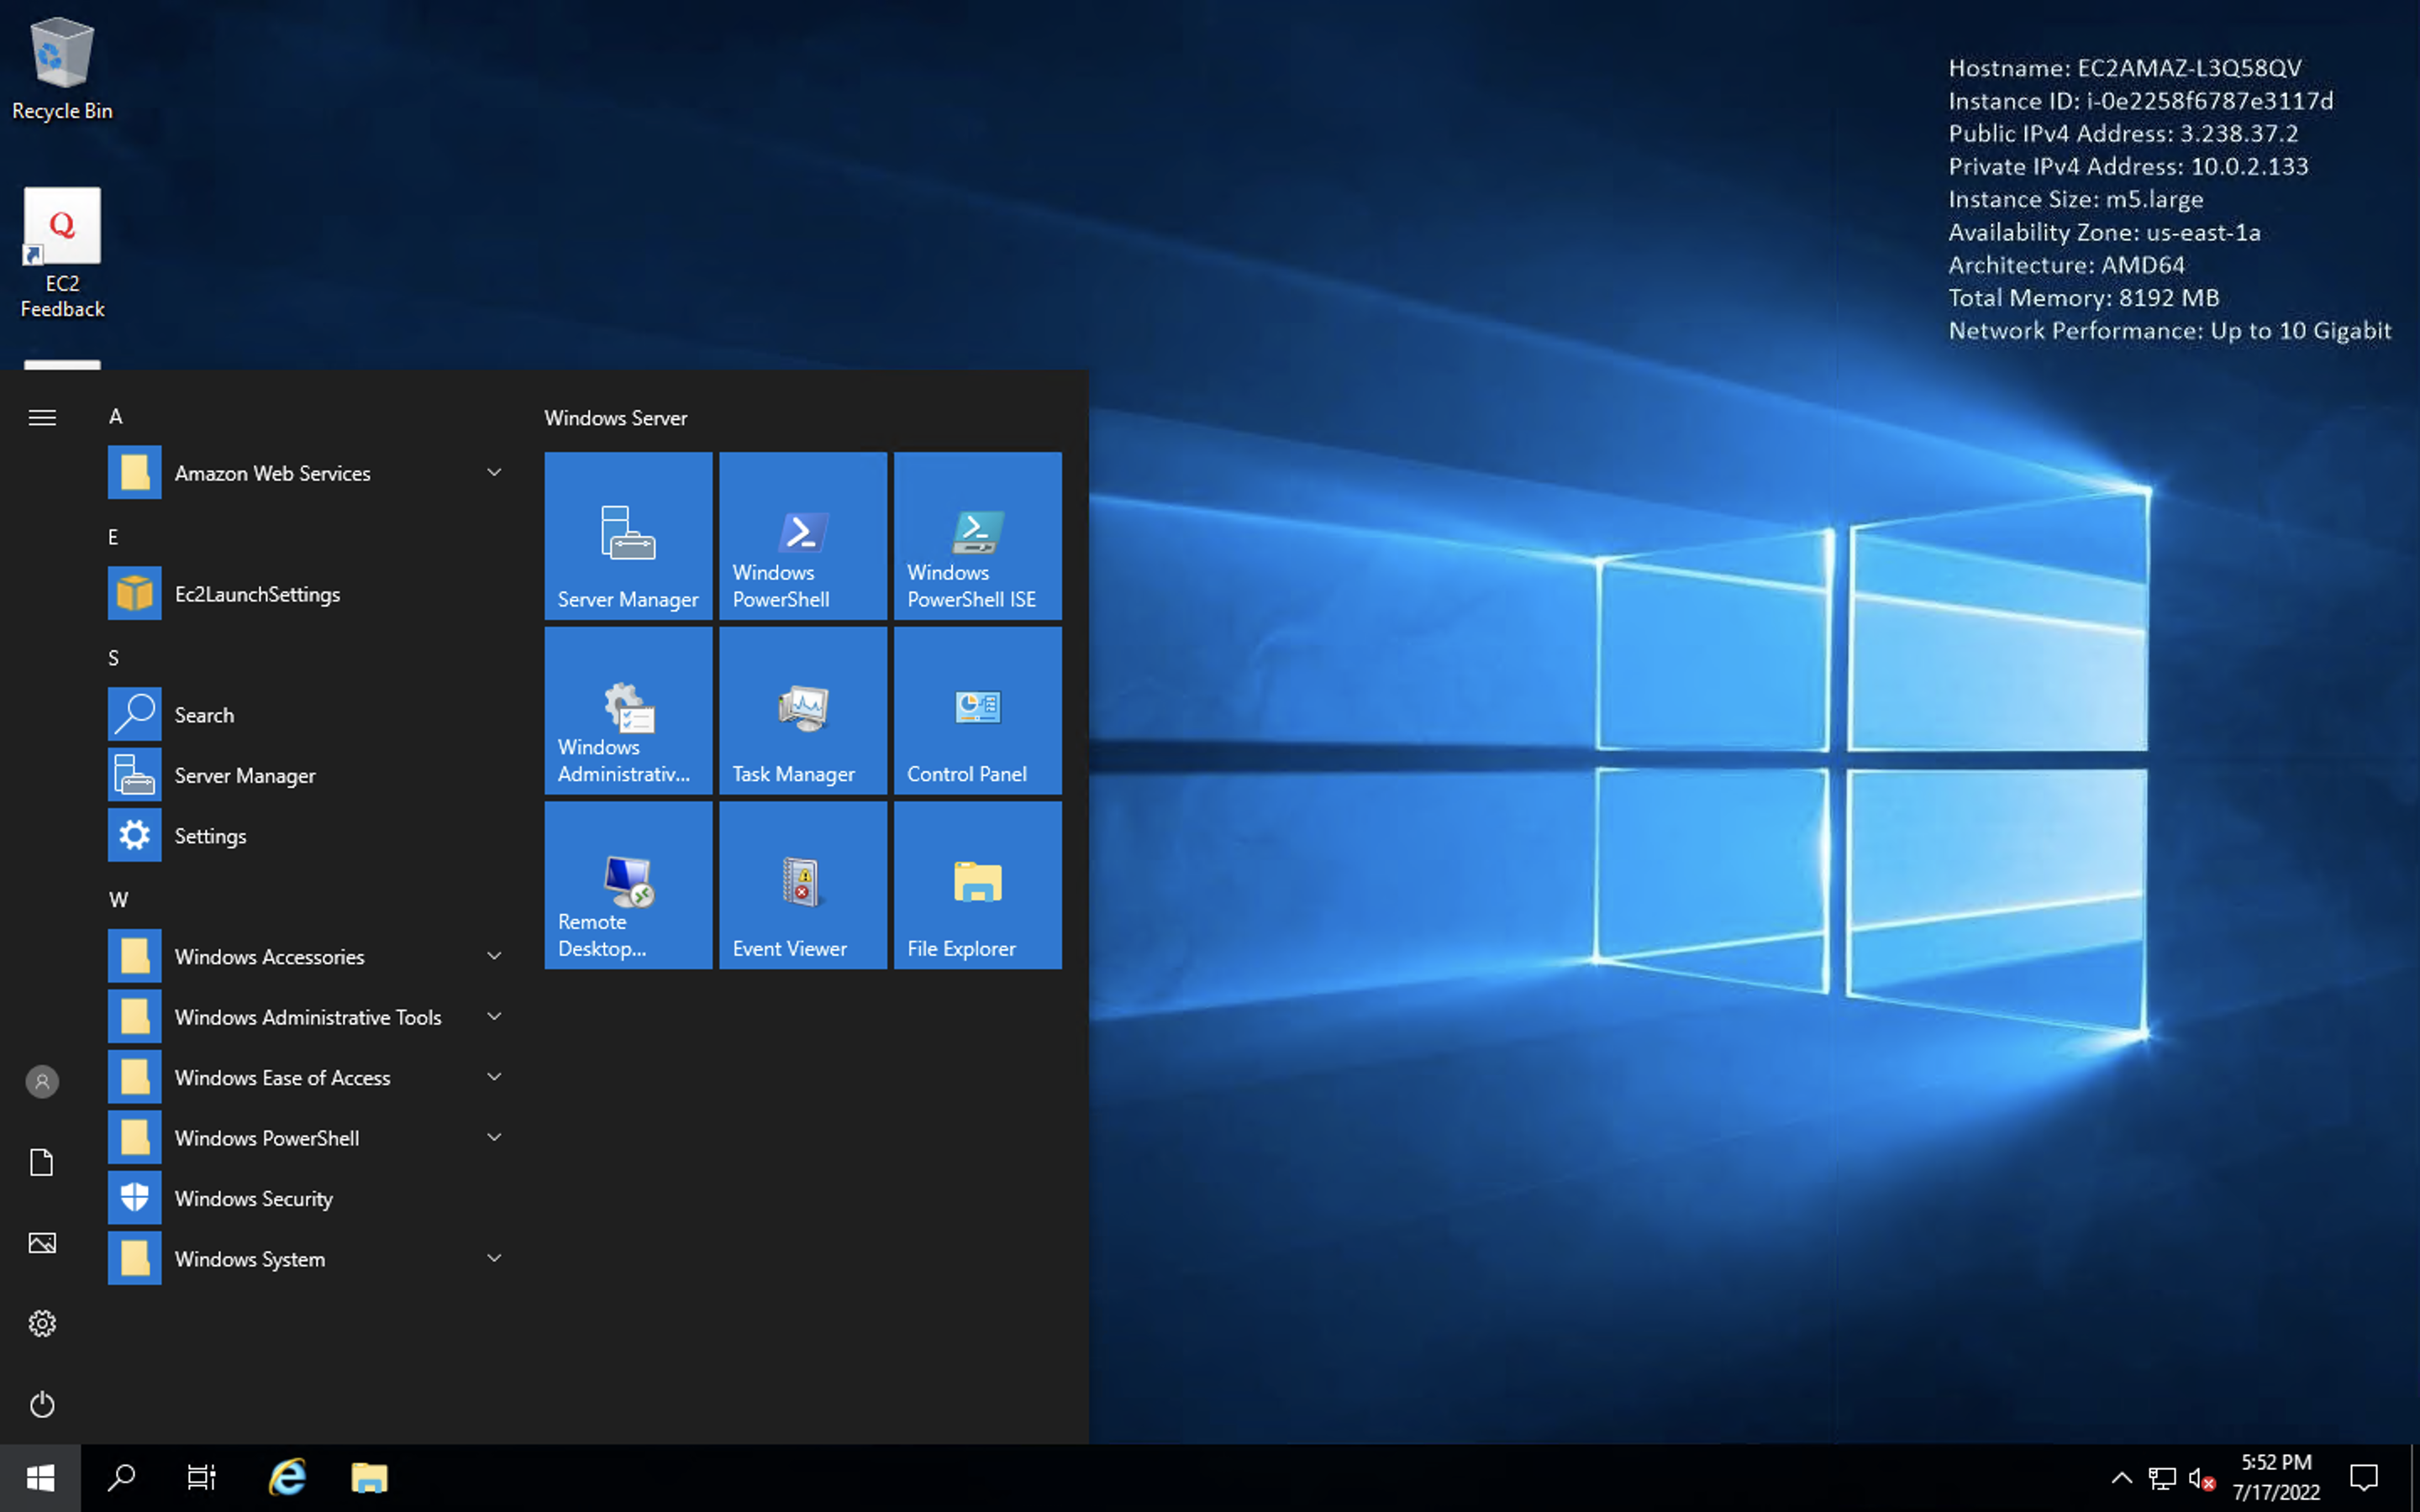 Recycle Bin
Q
EC2
Feedback
Hostname: EC2AMAZ-L3Q58QV
Instance ID: i-0e2258f6787e3117d
Public IPv4 Address: 3.238.37.2
Private IPv4 Address: 10.0.2.133
Instance Size: m5.large
Availability Zone: us-east-1a
Architecture: AMD64
Total Memory: 8192 MB
Network Performance: Up to 10 Gigabit
A
Amazon Web Services
E
Ec2LaunchSettings
S
Search
Server Manager
Settings
W
Windows Accessories
Windows Administrative Tools
Windows Ease of Access
Windows PowerShell
Windows Security
Windows System
Windows Server
Server Manager
Windows
PowerShell
Windows
PowerShell ISE
Windows
Administrativ...
Task Manager
Control Panel
Remote
Desktop...
Event Viewer
File Explorer
5:52 PM
7/17/2022